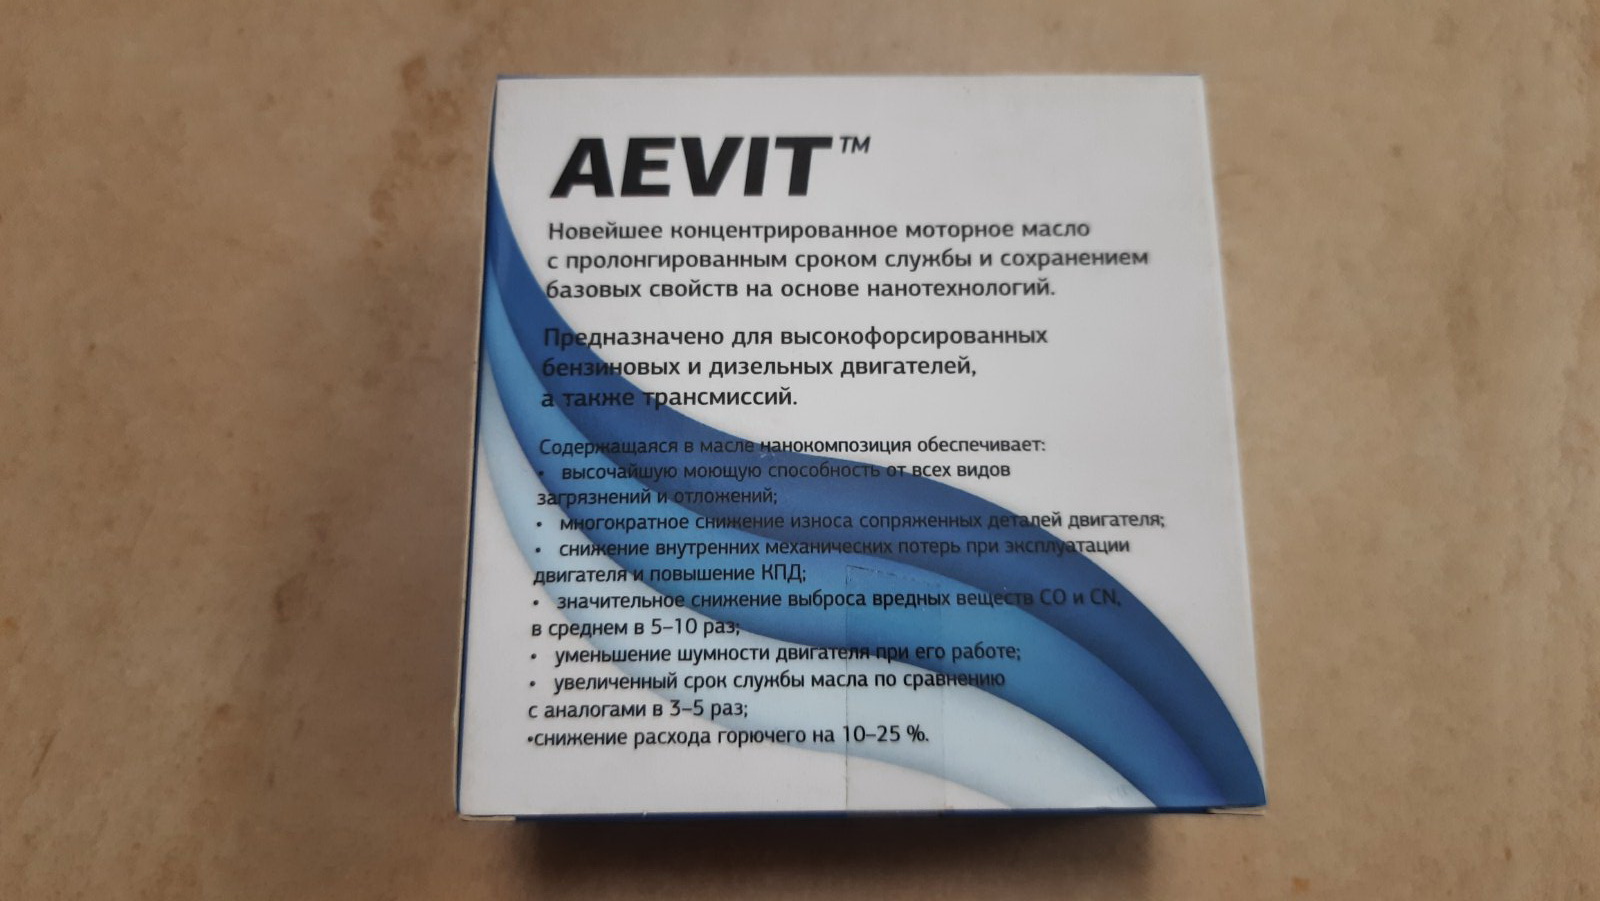 AEVIT™
Новейшее концентрированное моторное масло
с пролонгированным сроком службы и сохранением
базовых свойств на основе нанотехнологий.
Предназначено для высокофорсированных
бензиновых и дизельных двигателей,
а также трансмиссий.
Содержащаяся в масле нанокомпозиция обеспечивает:
• высочайшую моющую способность от всех видов
загрязнений и отложений;
• многократное снижение износа сопряженных деталей двигателя;
• снижение внутренних механических потерь при эксплуатации
двигателя и повышение КПД;
• значительное снижение выброса вредных веществ CO и CN,
в среднем в 5–10 раз;
• уменьшение шумности двигателя при его работе;
• увеличенный срок службы масла по сравнению
с аналогами в 3–5 раз;
•снижение расхода горючего на 10–25 %.